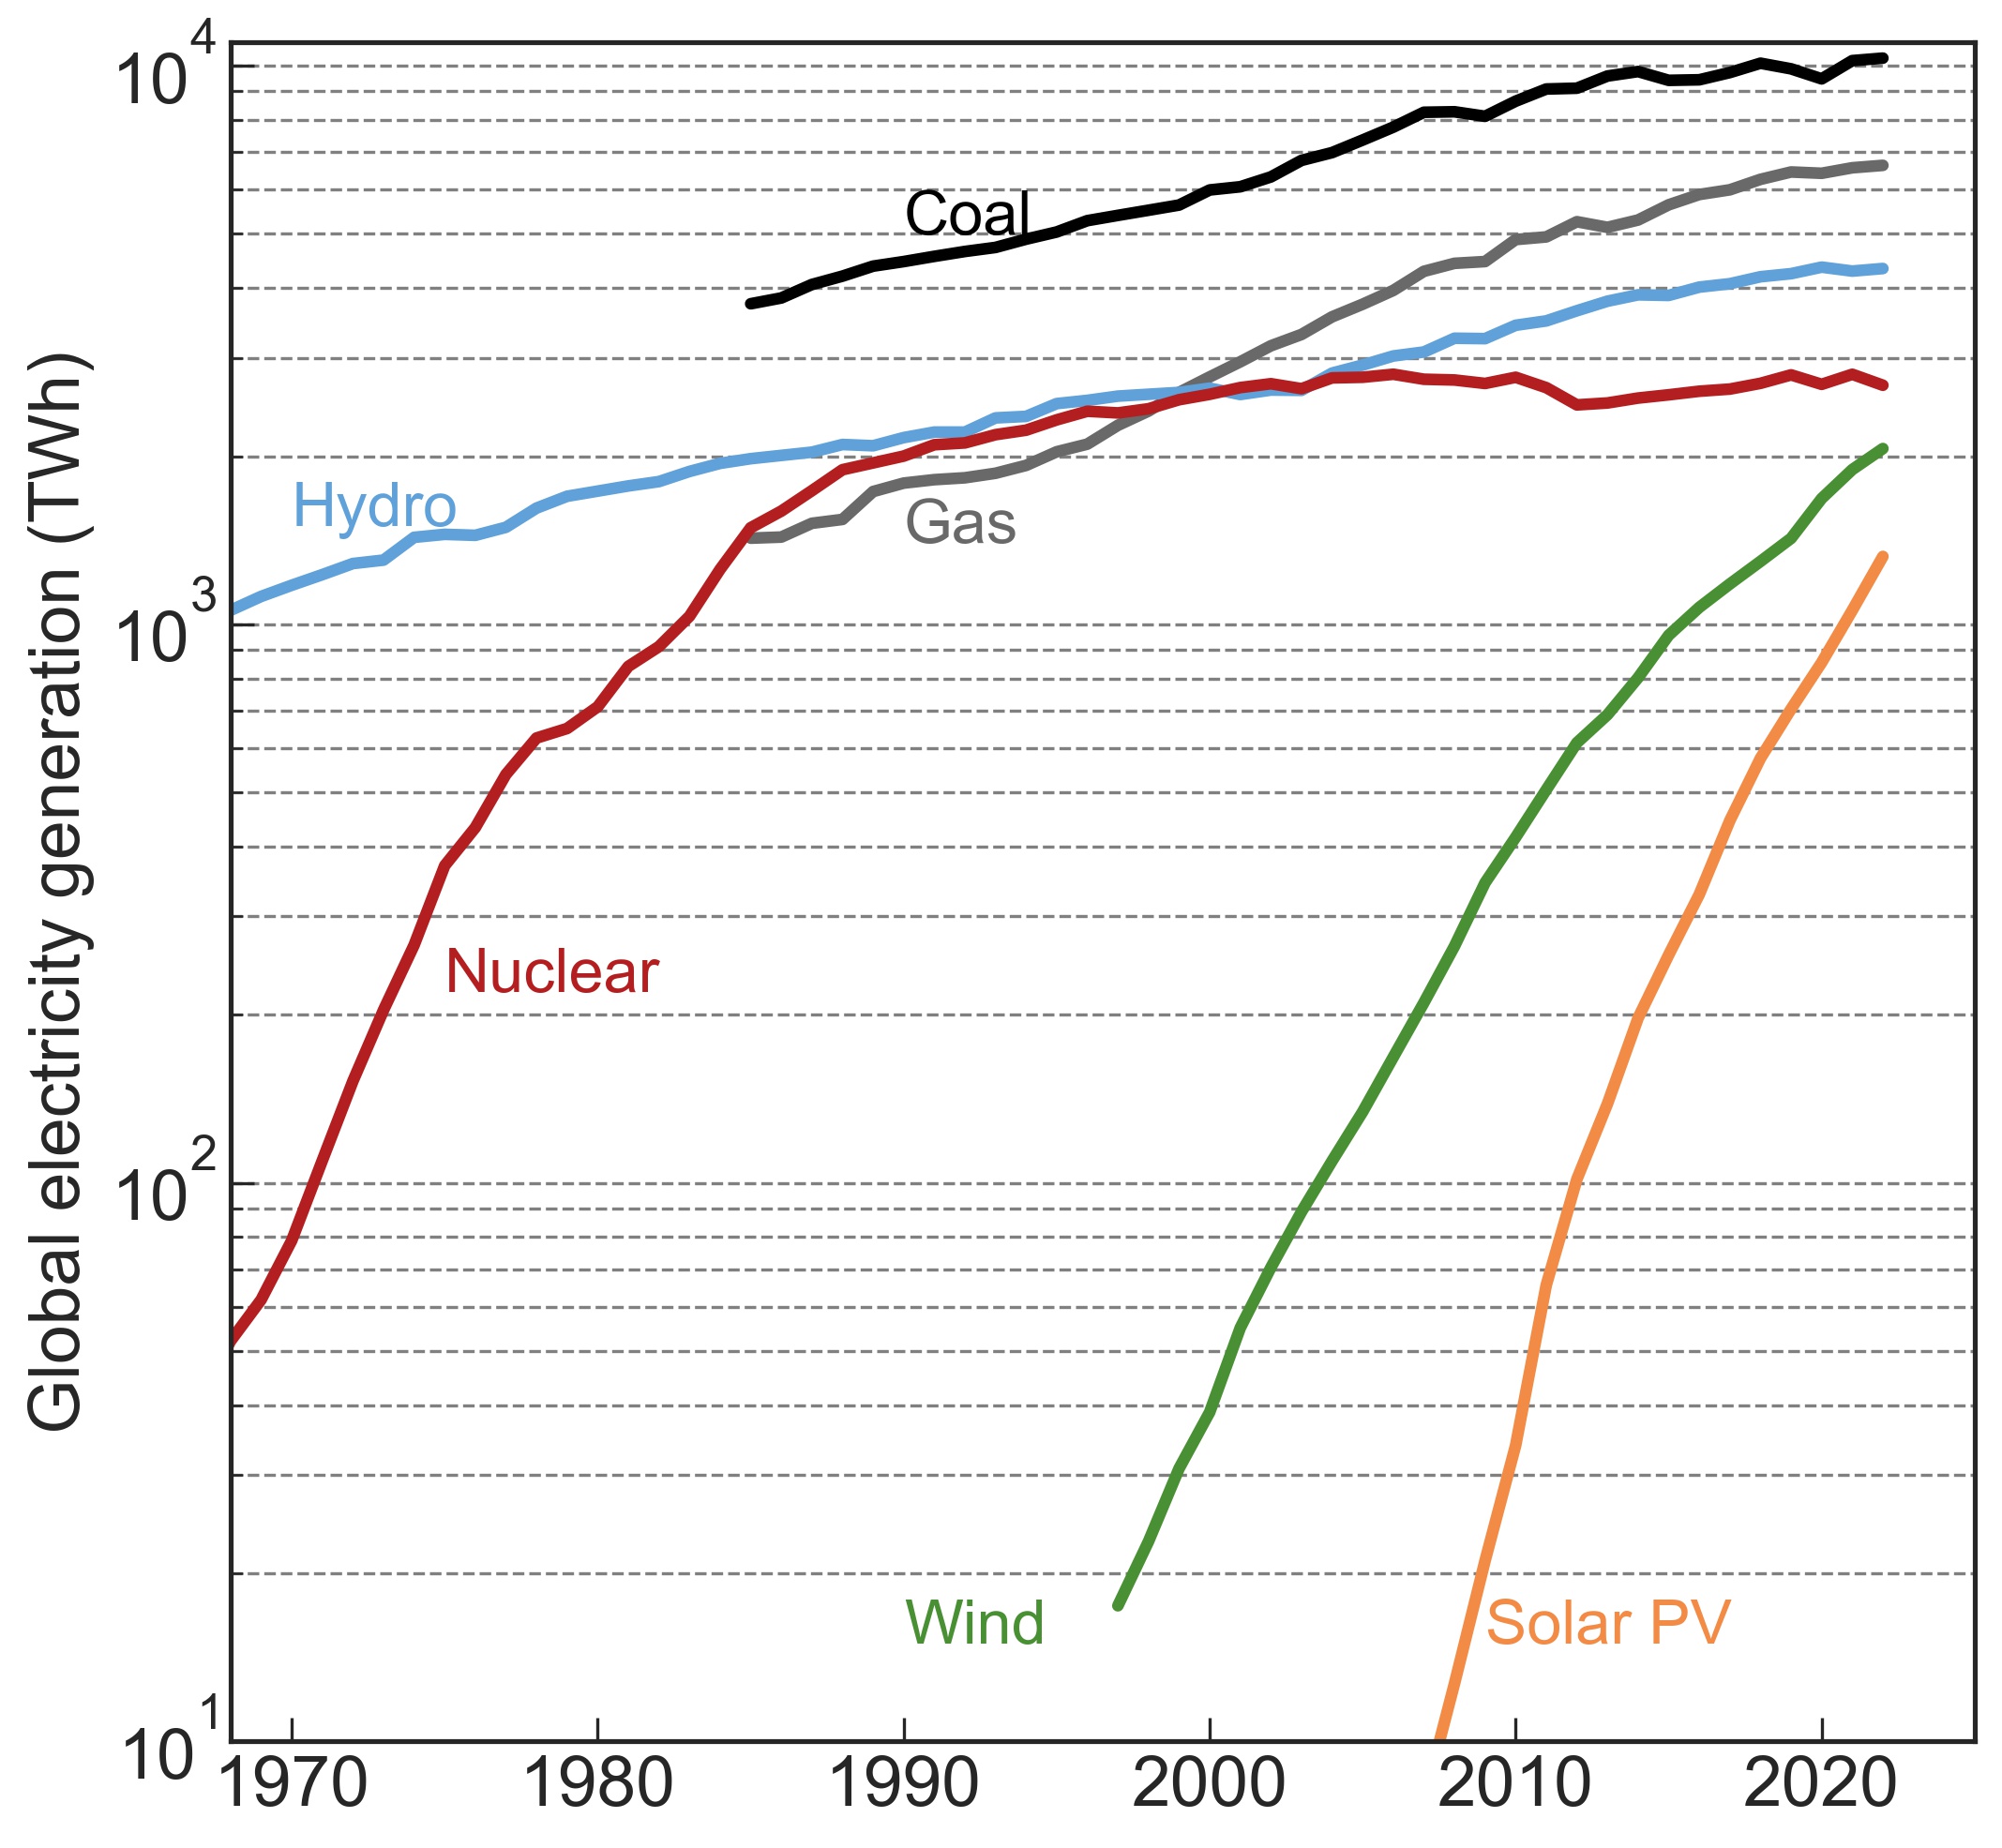 Global electricity generation (TWh)
10^4
10^3
10^2
10^1
Coal
Hydro
Gas
Nuclear
Wind
Solar PV
1970 1980 1990 2000 2010 2020